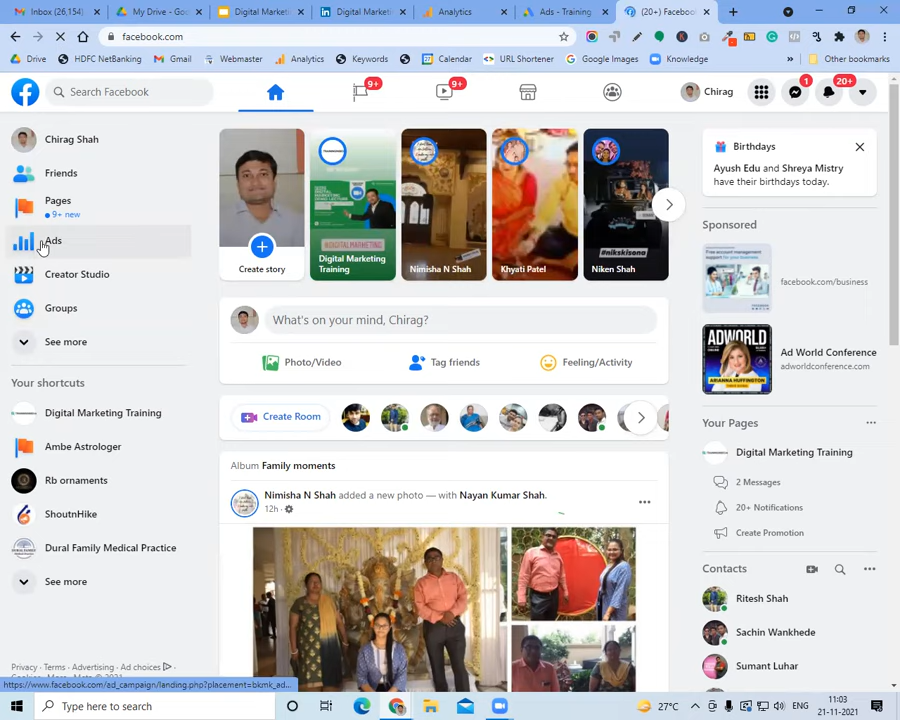 Inbox (26,154)
My Drive - Goo
Digital Marketi
Digital Marketi
Analytics
Ads - Training
(20+) Facebook
facebook.com
Drive
HDFC NetBanking
Gmail
Webmaster
Analytics
Keywords
Calendar
URL Shortener
Google Images
Knowledge
»
Other bookmarks
Search Facebook
9+
9+
Chirag
1
20+
Chirag Shah
Friends
Pages
9+ new
Ads
Creator Studio
Groups
See more
Your shortcuts
Digital Marketing Training
Ambe Astrologer
Rb ornaments
ShoutnHike
Dural Family Medical Practice
See more
Privacy · Terms · Advertising · Ad choices
https://www.facebook.com/ad_campaign/landing.php?placement=bkmk_ad...
Create story
#DIGITALMARKETING
TRAINING
Digital Marketing
Training
Nimisha N Shah
Khyati Patel
#nikskisona
Niken Shah
What's on your mind, Chirag?
Photo/Video
Tag friends
Feeling/Activity
Create Room
Album Family moments
Nimisha N Shah added a new photo — with Nayan Kumar Shah.
12h ·
Birthdays
Ayush Edu and Shreya Mistry
have their birthdays today.
Sponsored
facebook.com/business
ADWORLD
ARIANNA HUFFINGTON
Ad World Conference
adworldconference.com
Your Pages
Digital Marketing Training
2 Messages
20+ Notifications
Create Promotion
Contacts
Ritesh Shah
Sachin Wankhede
Sumant Luhar
Type here to search
27°C
ENG
11:03
21-11-2021